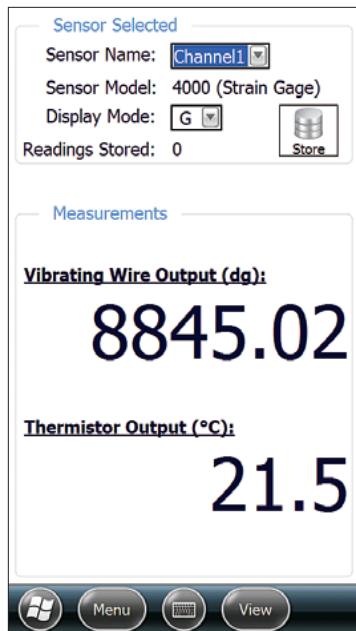 Sensor Selected
Sensor Name: Channel1
Sensor Model: 4000 (Strain Gage)
Display Mode: G
Readings Stored: 0
Store
Measurements
Vibrating Wire Output (dg):
8845.02
Thermistor Output (°C):
21.5
Menu View